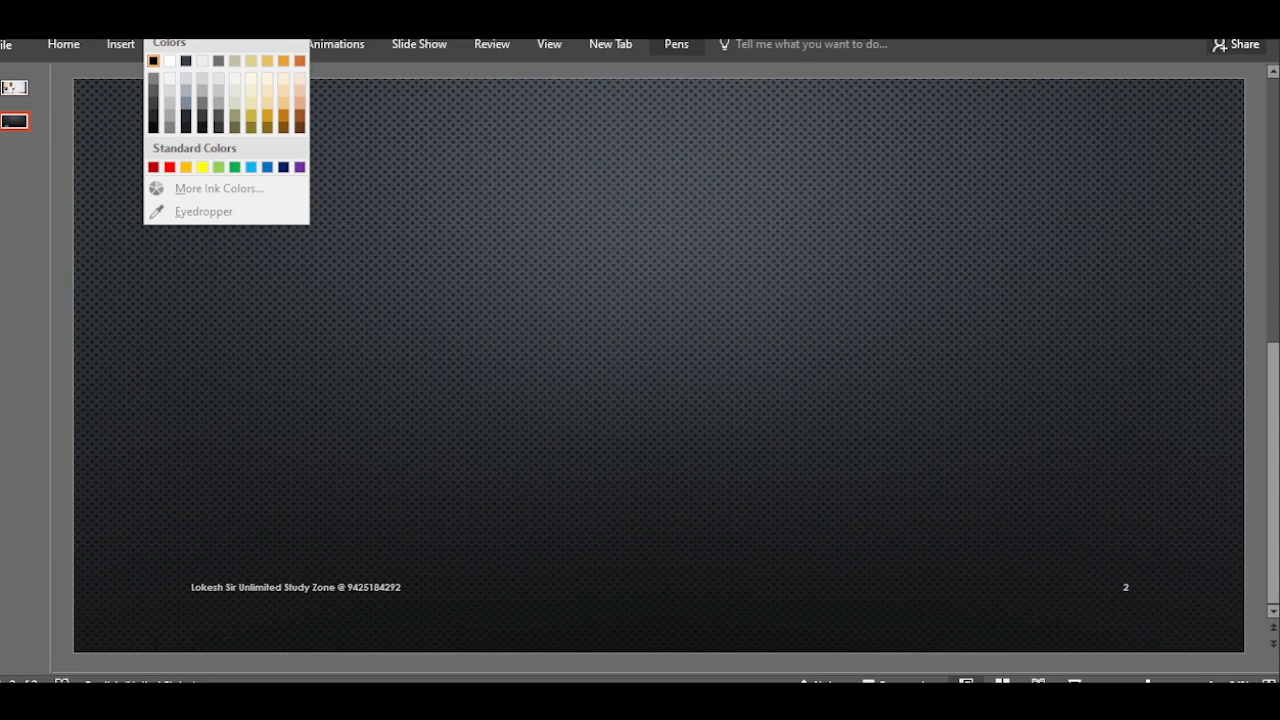 Colors
Home Insert Animations Slide Show Review View New Tab Pens Tell me what you want to do... Share
Standard Colors
More Ink Colors...
Eyedropper
Lokesh Sir Unlimited Study Zone @ 9425184292
2